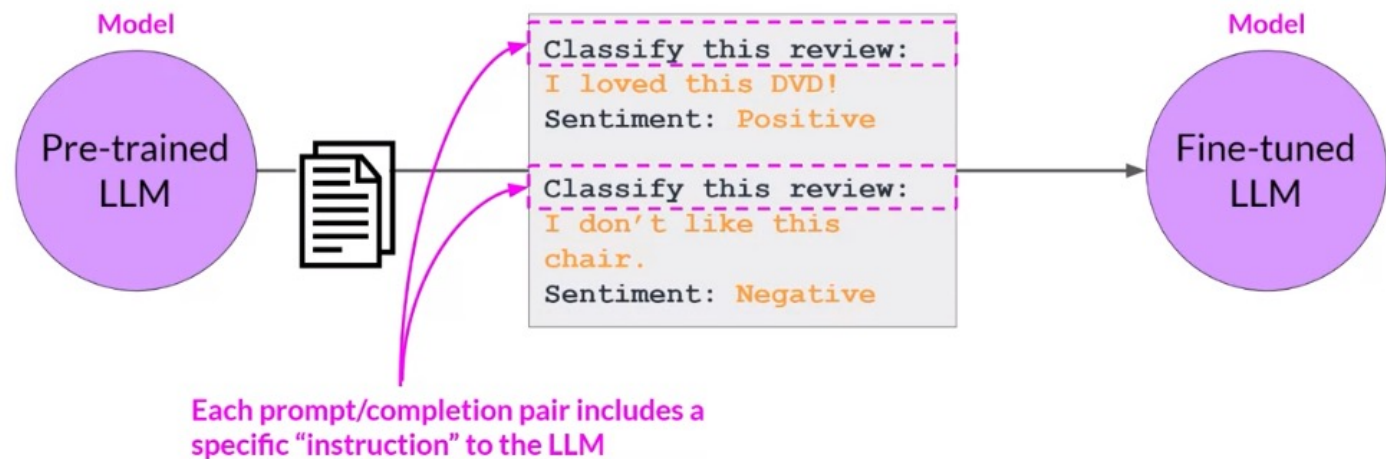 Model
Pre-trained
LLM
Classify this review:
I loved this DVD!
Sentiment: Positive
Classify this review:
I don't like this
chair.
Sentiment: Negative
Model
Fine-tuned
LLM
Each prompt/completion pair includes a
specific “instruction” to the LLM